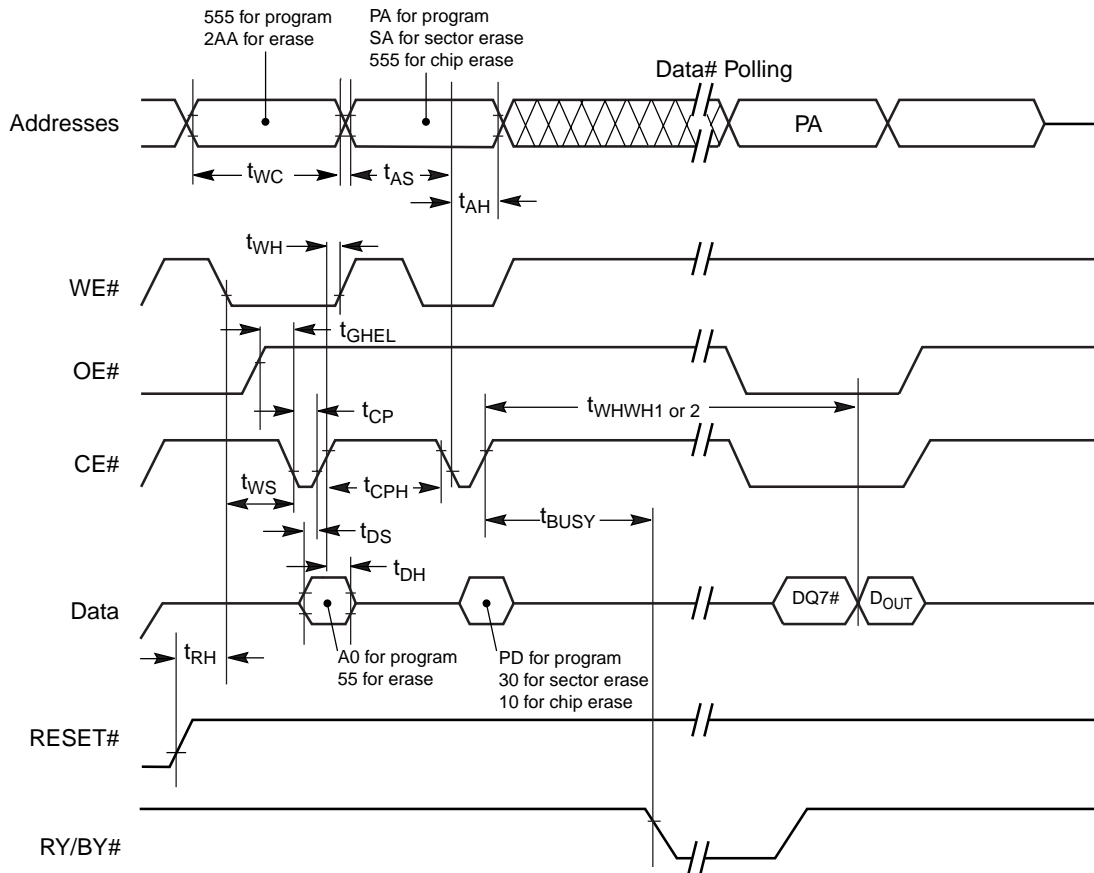 555 for program
2AA for erase
PA for program
SA for sector erase
555 for chip erase
Data# Polling
Addresses
PA
tWC
tAS
tAH
tWH
WE#
tGHEL
OE#
tWHWH1 or 2
tCP
CE#
tWS
tCPH
tBUSY
tDS
tDH
Data
DQ7#
DOUT
tRH
A0 for program
55 for erase
PD for program
30 for sector erase
10 for chip erase
RESET#
RY/BY#